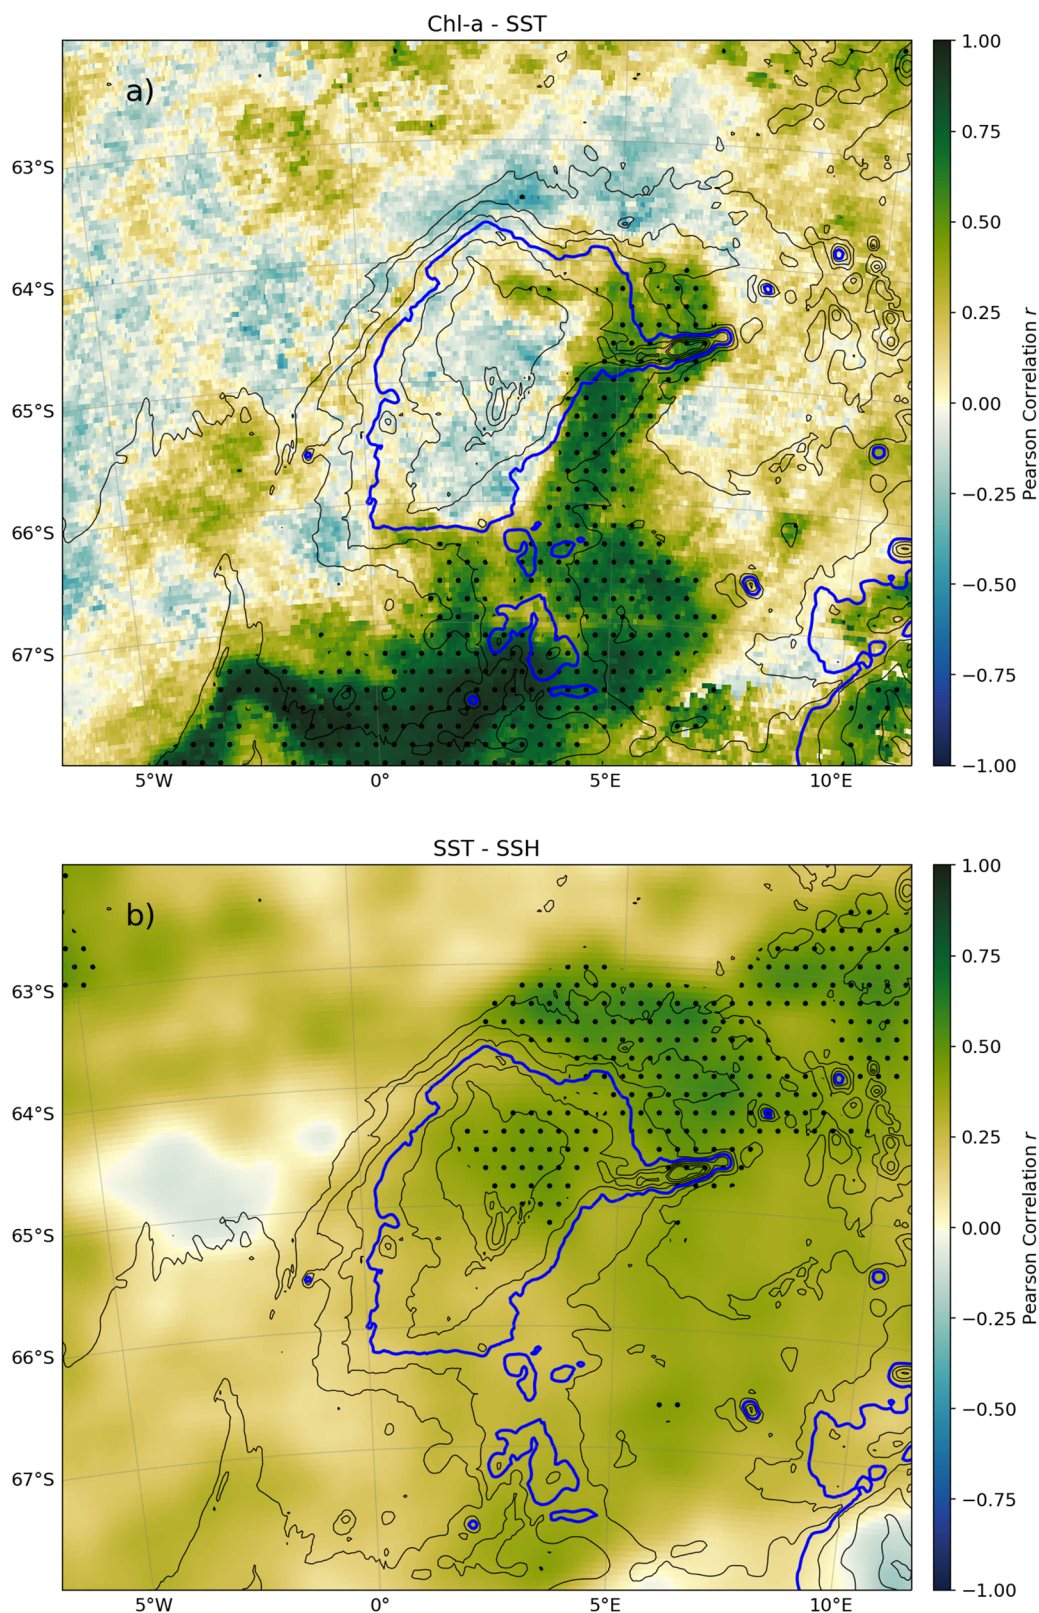 Chl-a - SST
a)
63°S
64°S
65°S
66°S
67°S
5°W
0°
5°E
10°E
1.00
0.75
0.50
0.25
0.00
−0.25
−0.50
−0.75
−1.00
Pearson Correlation r
SST - SSH
b)
63°S
64°S
65°S
66°S
67°S
5°W
0°
5°E
10°E
1.00
0.75
0.50
0.25
0.00
−0.25
−0.50
−0.75
−1.00
Pearson Correlation r